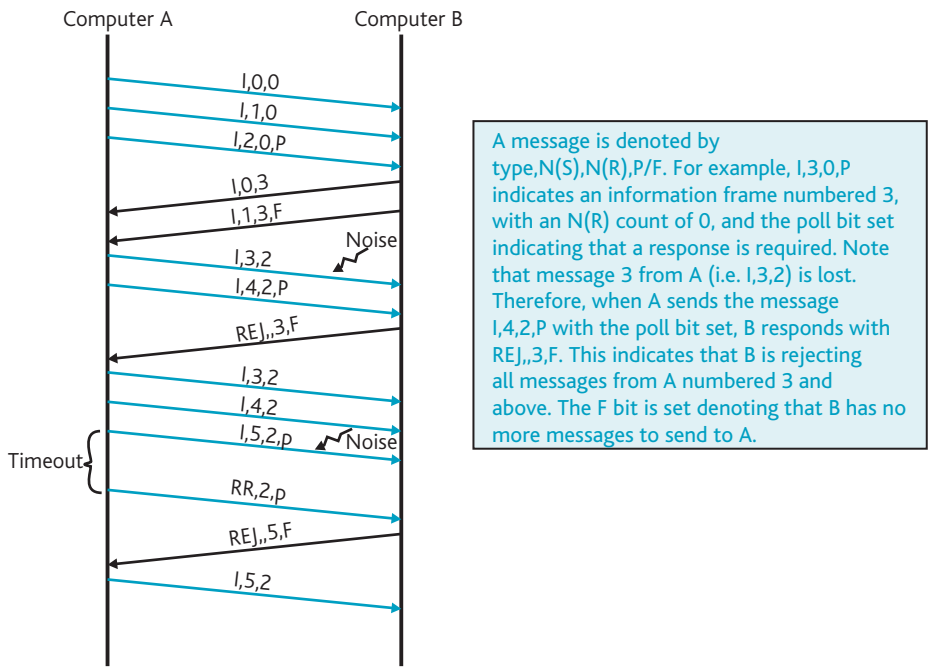 Computer A
Computer B
I,0,0
I,1,0
I,2,0,P
I,0,3
I,1,3,F
Noise
I,3,2
I,4,2,P
REJ,,3,F
I,3,2
I,4,2
I,5,2,p
Noise
Timeout
RR,2,p
REJ,,5,F
I,5,2
A message is denoted by
type,N(S),N(R),P/F. For example, I,3,0,P
indicates an information frame numbered 3,
with an N(R) count of 0, and the poll bit set
indicating that a response is required. Note
that message 3 from A (i.e. I,3,2) is lost.
Therefore, when A sends the message
I,4,2,P with the poll bit set, B responds with
REJ,,3,F. This indicates that B is rejecting
all messages from A numbered 3 and
above. The F bit is set denoting that B has no
more messages to send to A.